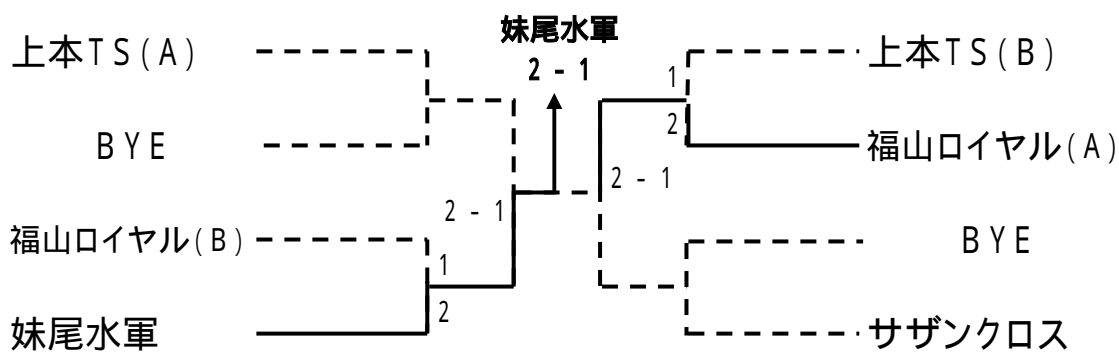 妹尾水軍
2 - 1
上本TS(A)
上本TS(B)
1
2
BYE
福山ロイヤル(A)
2 - 1
2 - 1
福山ロイヤル(B)
BYE
1
2
妹尾水軍
サザンクロス